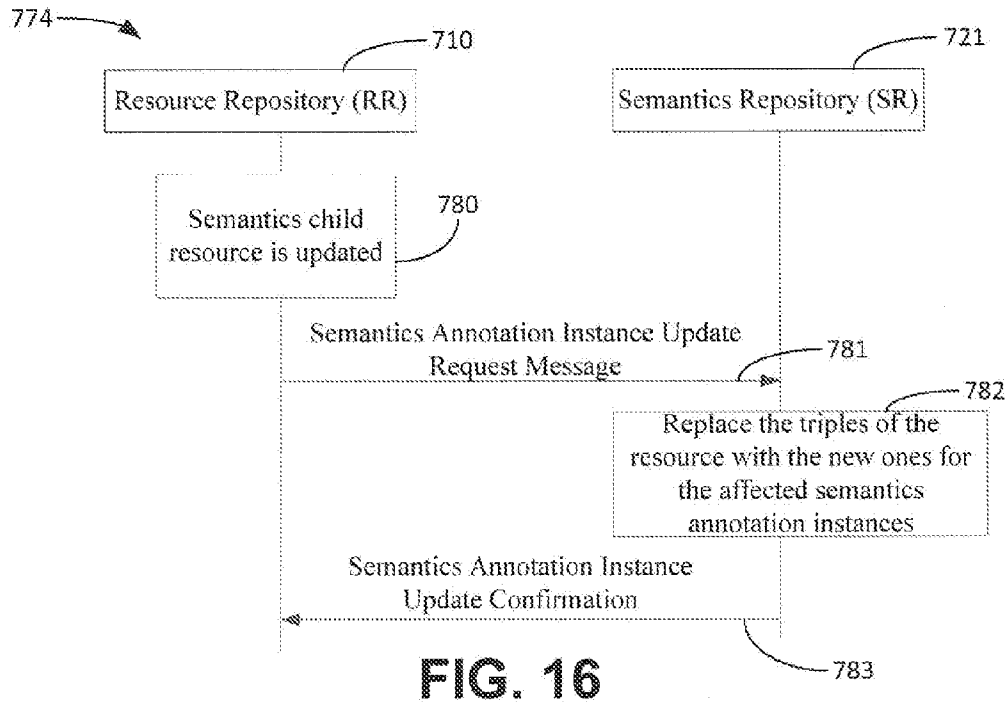 774
710
721
Resource Repository (RR)
Semantics Repository (SR)
Semantics child
resource is updated
780
Semantics Annotation Instance Update
Request Message
781
782
Replace the triples of the
resource with the new ones for
the affected semantics
annotation instances
Semantics Annotation Instance
Update Confirmation
783
FIG. 16